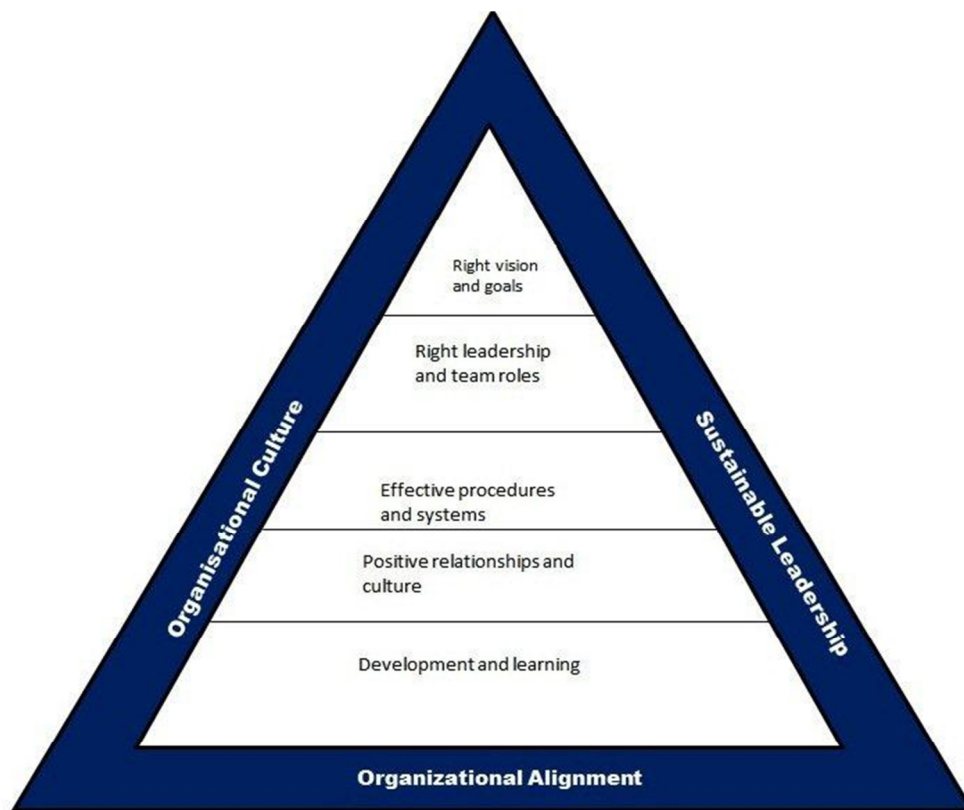 Right vision
and goals
Right leadership
and team roles
Effective procedures
and systems
Positive relationships and
culture
Development and learning
Organisational Culture
Sustainable Leadership
Organizational Alignment